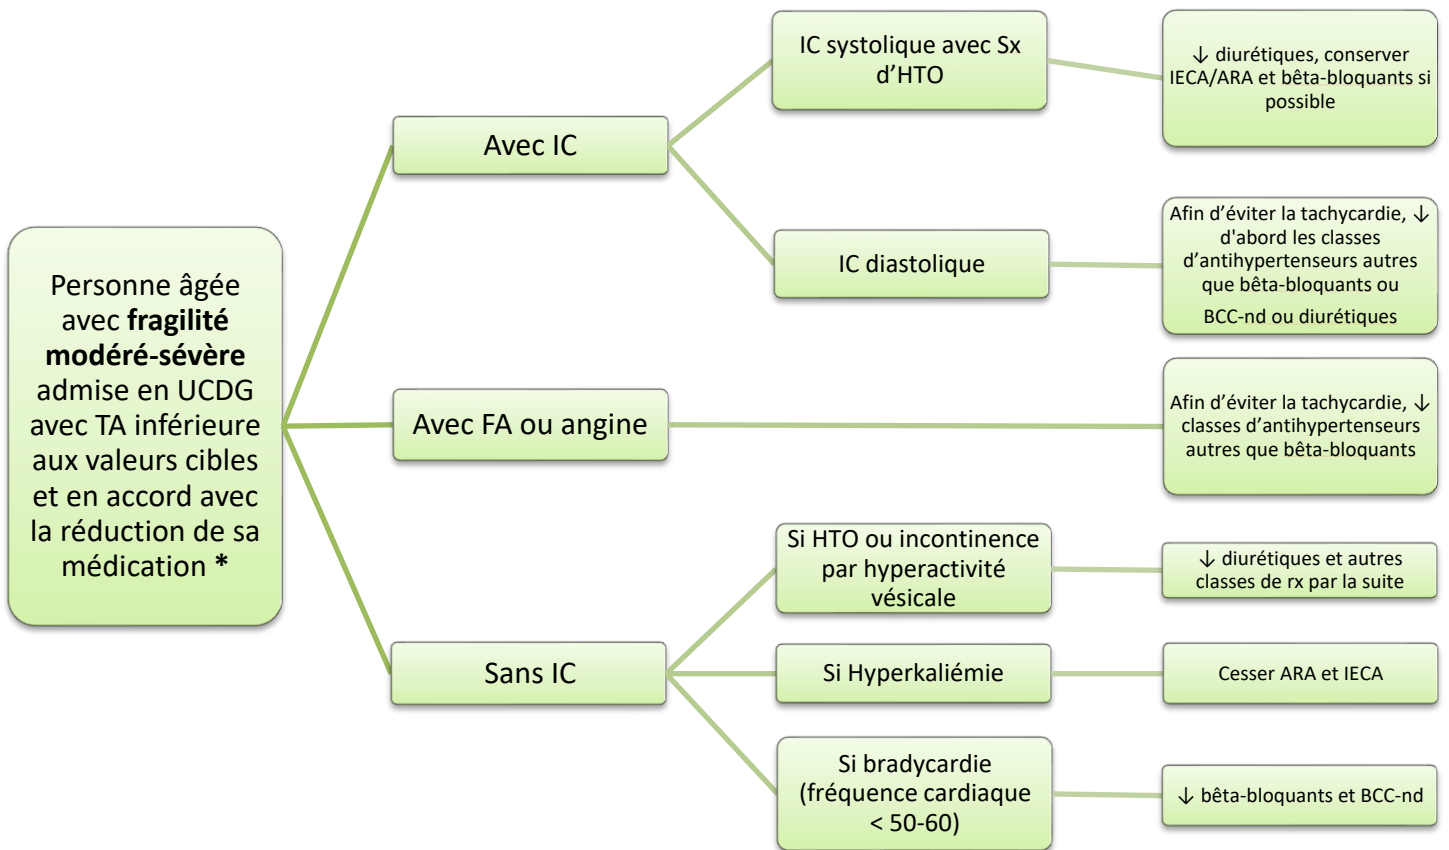 Personne âgée
avec fragilité
modéré-sévère
admise en UCDG
avec TA inférieure
aux valeurs cibles
et en accord avec
la réduction de sa
médication *
Avec IC
IC systolique avec Sx
d’HTO
↓ diurétiques, conserver
IECA/ARA et bêta-bloquants si
possible
IC diastolique
Afin d’éviter la tachycardie, ↓
d'abord les classes
d’antihypertenseurs autres
que bêta-bloquants ou
BCC-nd ou diurétiques
Avec FA ou angine
Afin d’éviter la tachycardie, ↓
classes d’antihypertenseurs
autres que bêta-bloquants
Sans IC
Si HTO ou incontinence
par hyperactivité
vésicale
↓ diurétiques et autres
classes de rx par la suite
Si Hyperkaliémie
Cesser ARA et IECA
Si bradycardie
(fréquence cardiaque
< 50-60)
↓ bêta-bloquants et BCC-nd